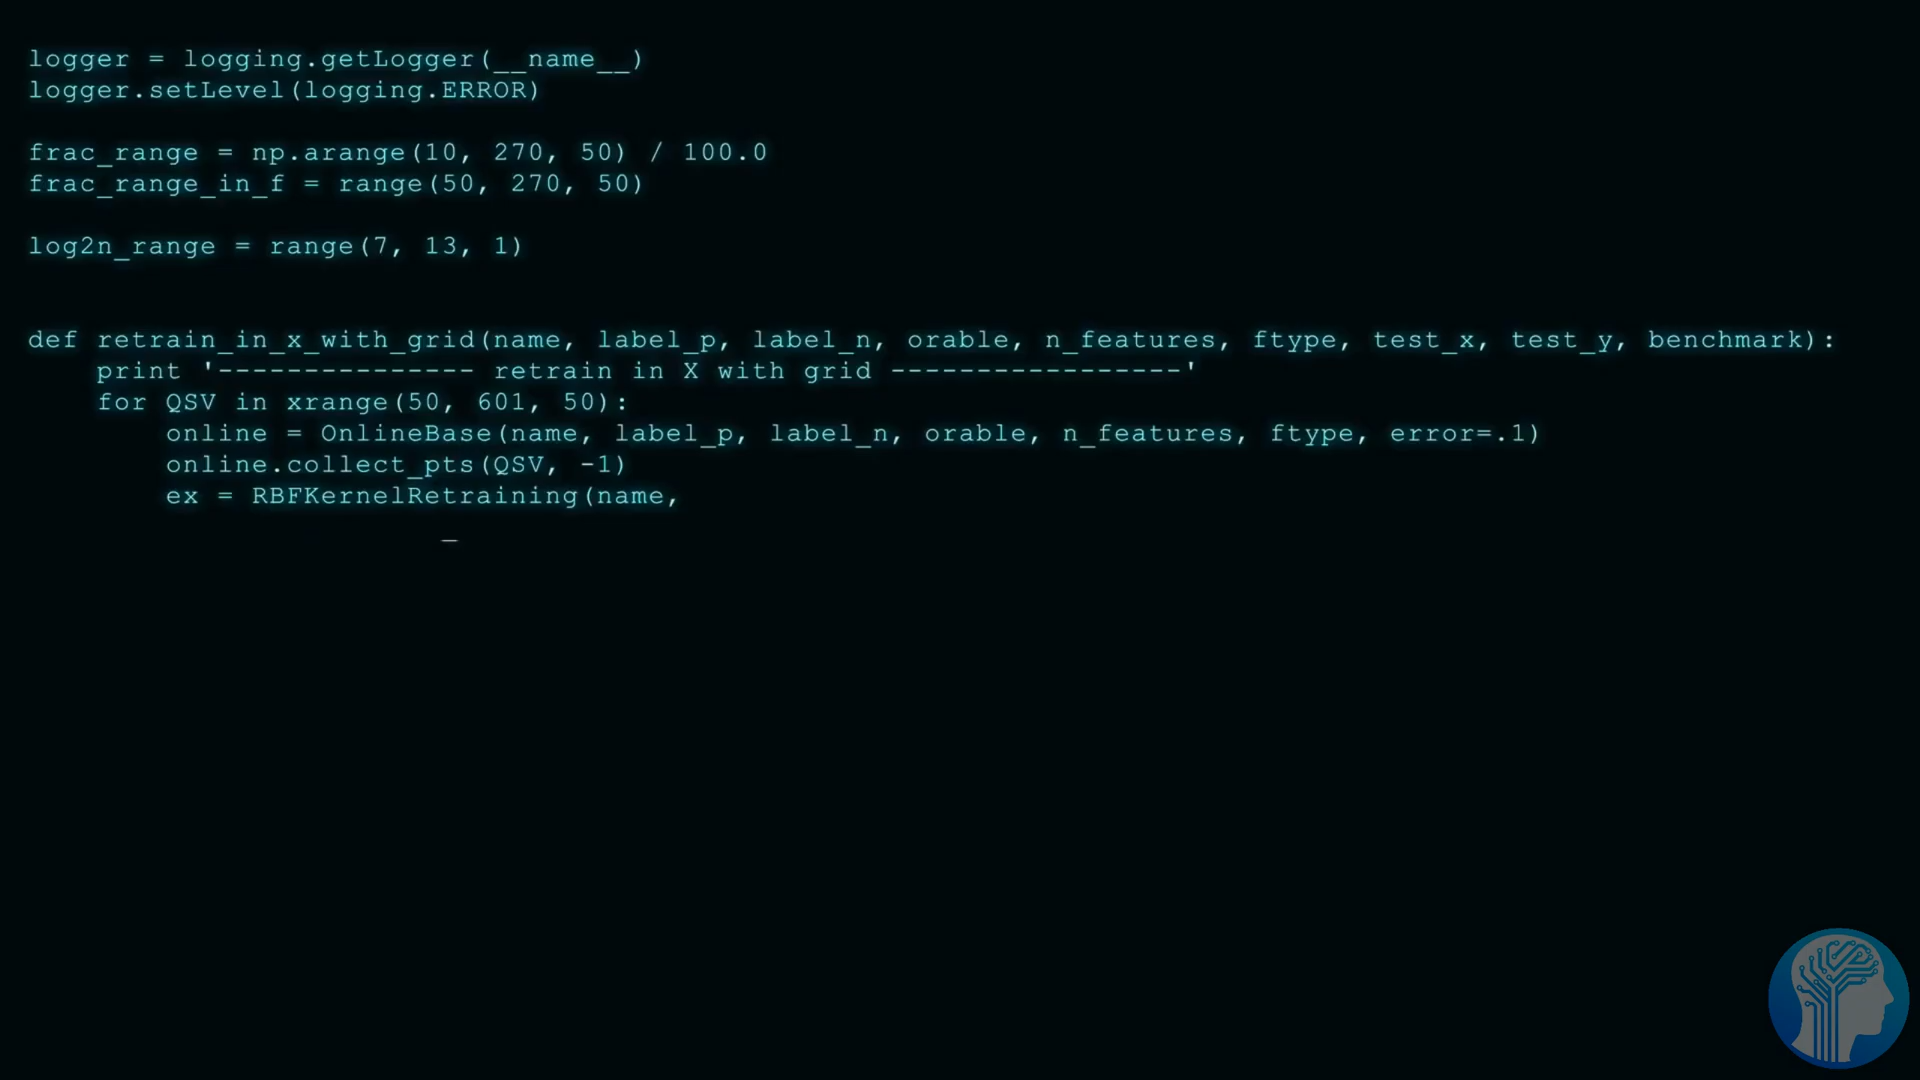 logger = logging.getLogger(__name__)
logger.setLevel(logging.ERROR)
frac_range = np.arange(10, 270, 50) / 100.0
frac_range_in_f = range(50, 270, 50)
log2n_range = range(7, 13, 1)
def retrain_in_x_with_grid(name, label_p, label_n, orable, n_features, ftype, test_x, test_y, benchmark):
    print '--------------- retrain in X with grid -----------------'
    for QSV in xrange(50, 601, 50):
        online = OnlineBase(name, label_p, label_n, orable, n_features, ftype, error=.1)
        online.collect_pts(QSV, -1)
        ex = RBFKernelRetraining(name,
                        _